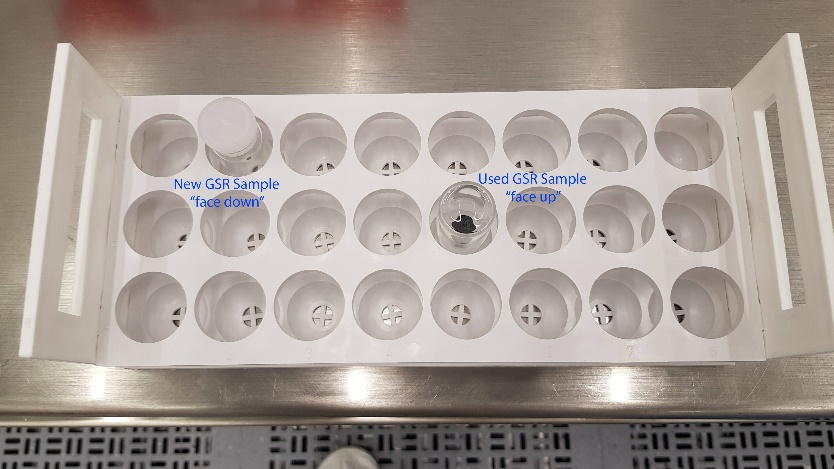 New GSR Sample
“face down”
Used GSR Sample
“face up”